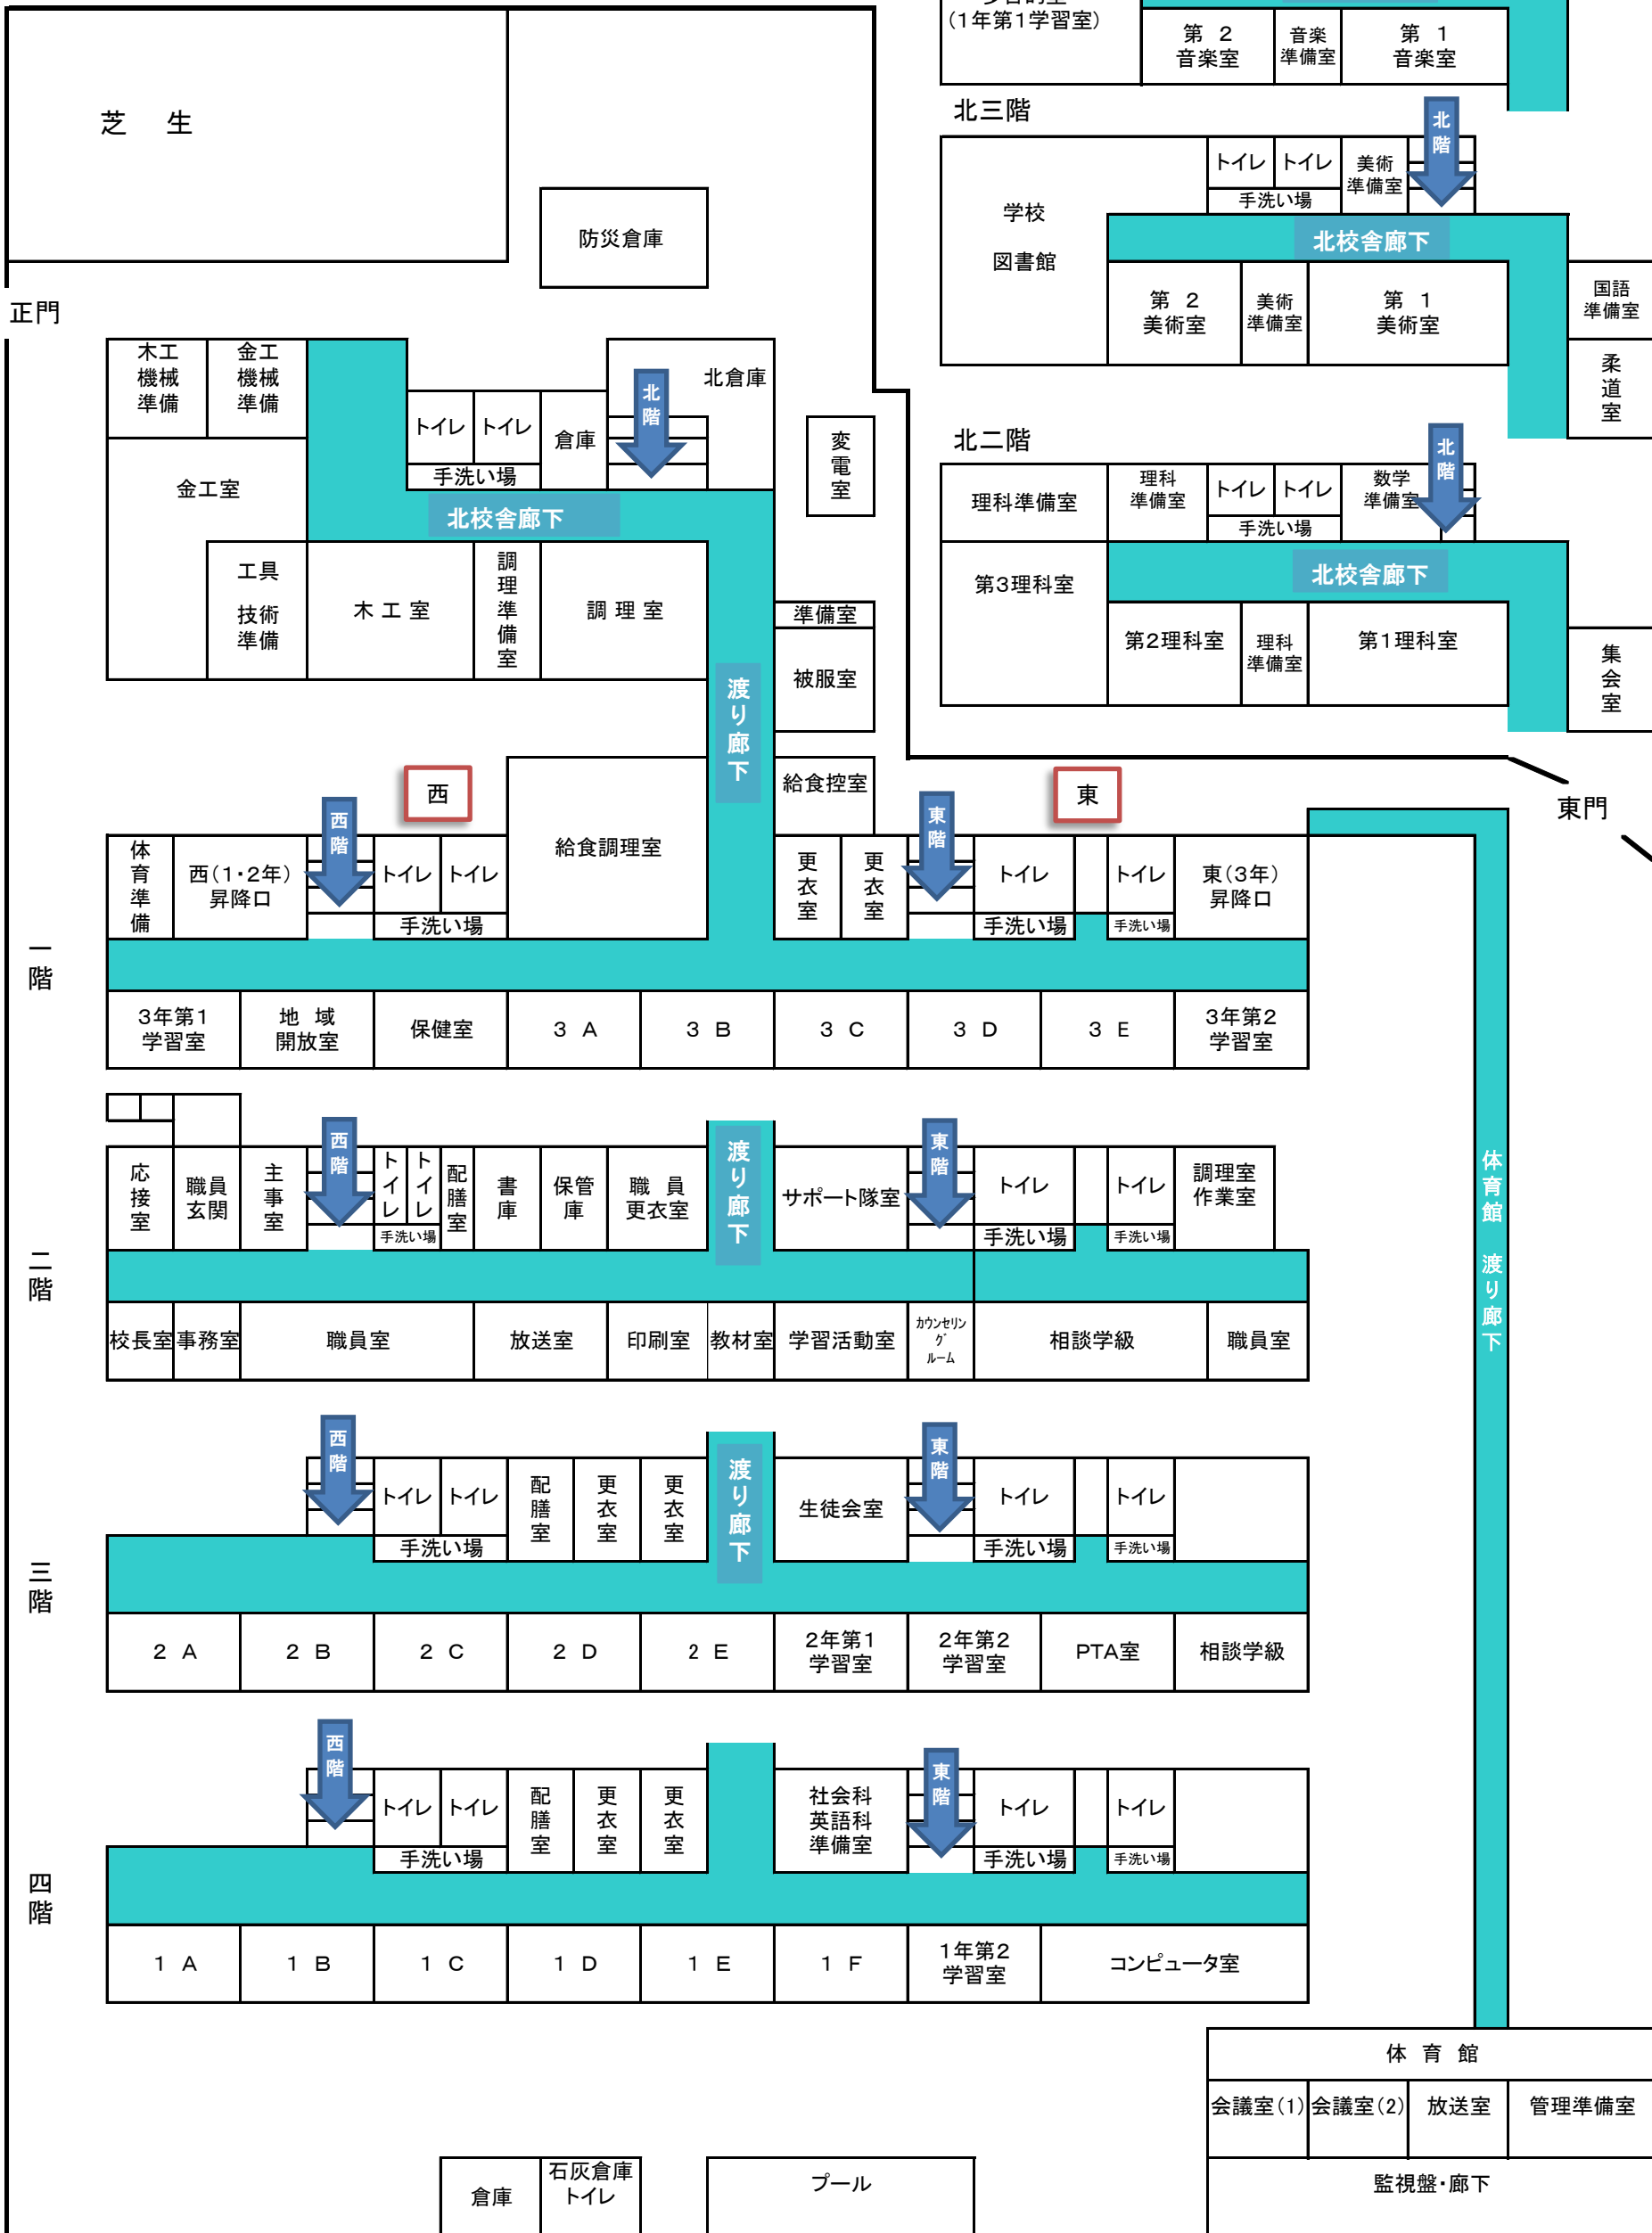 (1年第1学習室)
第 2
音楽室
音楽
準備室
第 1
音楽室
芝 生
防災倉庫
正門
北三階
北階
学校
図書館
トイレ
トイレ
手洗い場
美術
準備室
北校舎廊下
第 2
美術室
美術
準備室
第 1
美術室
国語
準備室
柔道室
北二階
北階
理科準備室
理科
準備室
トイレ
トイレ
手洗い場
数学
準備室
第3理科室
北校舎廊下
第2理科室
理科
準備室
第1理科室
集会室
木工
機械
準備
金工
機械
準備
北倉庫
北階
トイレ
トイレ
倉庫
手洗い場
変電室
金工室
北校舎廊下
工具
技術
準備
木工室
調理準備室
調理室
準備室
被服室
渡り廊下
給食控室
東門
西
東
一階
体育準備
西(1・2年)
昇降口
西階
トイレ
トイレ
手洗い場
給食調理室
更衣室
更衣室
東階
トイレ
手洗い場
トイレ
手洗い場
東(3年)
昇降口
3年第1
学習室
地 域
開放室
保健室
3 A
3 B
3 C
3 D
3 E
3年第2
学習室
体育館 渡り廊下
二階
応接室
職員
玄関
主事室
西階
トイレ
トイレ
手洗い場
配膳室
書庫
保管
庫
職 員
更衣室
渡り廊下
サポート隊室
東階
トイレ
手洗い場
トイレ
手洗い場
調理室
作業室
校長室
事務室
職員室
放送室
印刷室
教材室
学習活動室
カウンセリン
グ
ルーム
相談学級
職員室
三階
西階
トイレ
トイレ
手洗い場
配膳室
更衣室
更衣室
渡り廊下
生徒会室
東階
トイレ
手洗い場
トイレ
手洗い場
2 A
2 B
2 C
2 D
2 E
2年第1
学習室
2年第2
学習室
PTA室
相談学級
四階
西階
トイレ
トイレ
手洗い場
配膳室
更衣室
更衣室
社会科
英語科
準備室
東階
トイレ
手洗い場
トイレ
手洗い場
1 A
1 B
1 C
1 D
1 E
1 F
1年第2
学習室
コンピュータ室
体 育 館
会議室(1)
会議室(2)
放送室
管理準備室
監視盤・廊下
倉庫
石灰倉庫
トイレ
プール